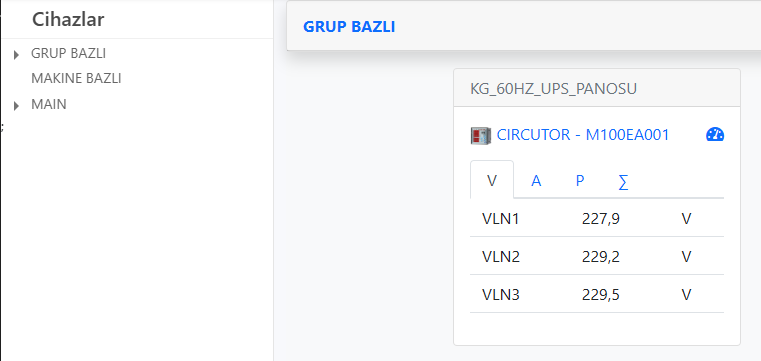 Cihazlar
GRUP BAZLI
MAKINE BAZLI
MAIN
;
GRUP BAZLI
KG_60HZ_UPS_PANOSU
CIRCUTOR - M100EA001
V A P ∑
VLN1 227,9 V
VLN2 229,2 V
VLN3 229,5 V